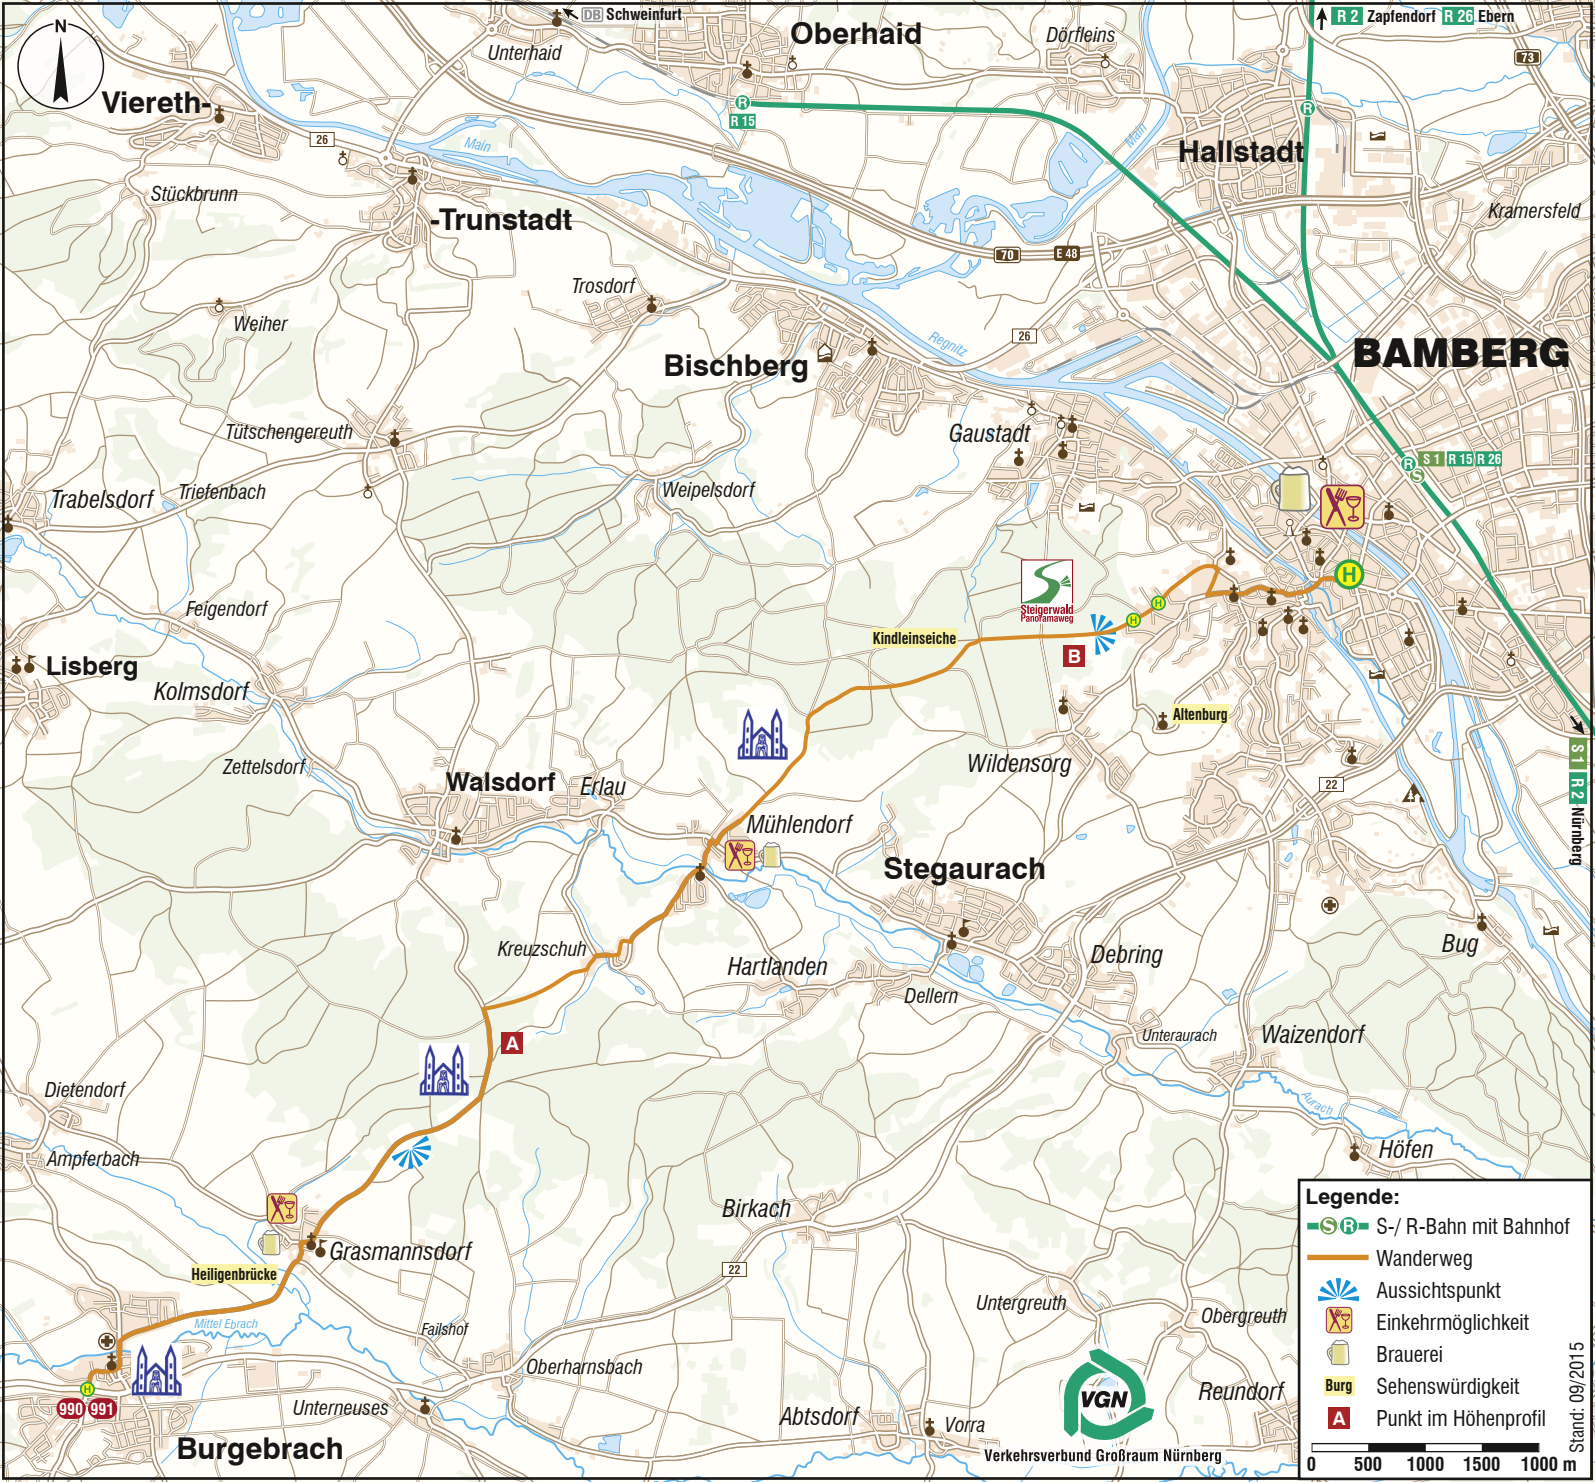 N
DB Schweinfurt
R 2 Zapfendorf R 26 Ebern
Oberhaid
Dörfleins
Unterhaid
73
Viereth-
R
R
R 15
26
Main
Main
Hallstadt
Stückbrunn
-Trunstadt
Kramersfeld
70
E 48
Trosdorf
Weiher
26
Regnitz
Bischberg
BAMBERG
Tütschengereuth
Gaustadt
R S
S 1 R 15 R 26
Trabelsdorf
Triefenbach
Weipelsdorf
H
Steigerwald
Panoramaweg
H
H
Feigendorf
Kindleinseiche
B
Lisberg
Kolmsdorf
Altenburg
Zettelsdorf
Wildensorg
S 1 R 2 Nürnberg
22
Walsdorf
Erlau
Mühlendorf
Stegaurach
Kreuzschuh
Hartlanden
Debring
Bug
Dellern
A
Unteraurach
Waizendorf
Dietendorf
Aurach
Ampferbach
Höfen
Birkach
Grasmannsdorf
Heiligenbrücke
22
Untergreuth
Obergreuth
Mittel Ebrach
Failshof
Oberharnsbach
H
990 991
Unterneuses
Abtsdorf
Vorra
Reundorf
Burgebrach
VGN
Verkehrsverbund Großraum Nürnberg
Legende:
S R S-/ R-Bahn mit Bahnhof
Wanderweg
Aussichtspunkt
Einkehrmöglichkeit
Brauerei
Burg Sehenswürdigkeit
A Punkt im Höhenprofil
0 500 1000 1500 1000 m
Stand: 09/2015